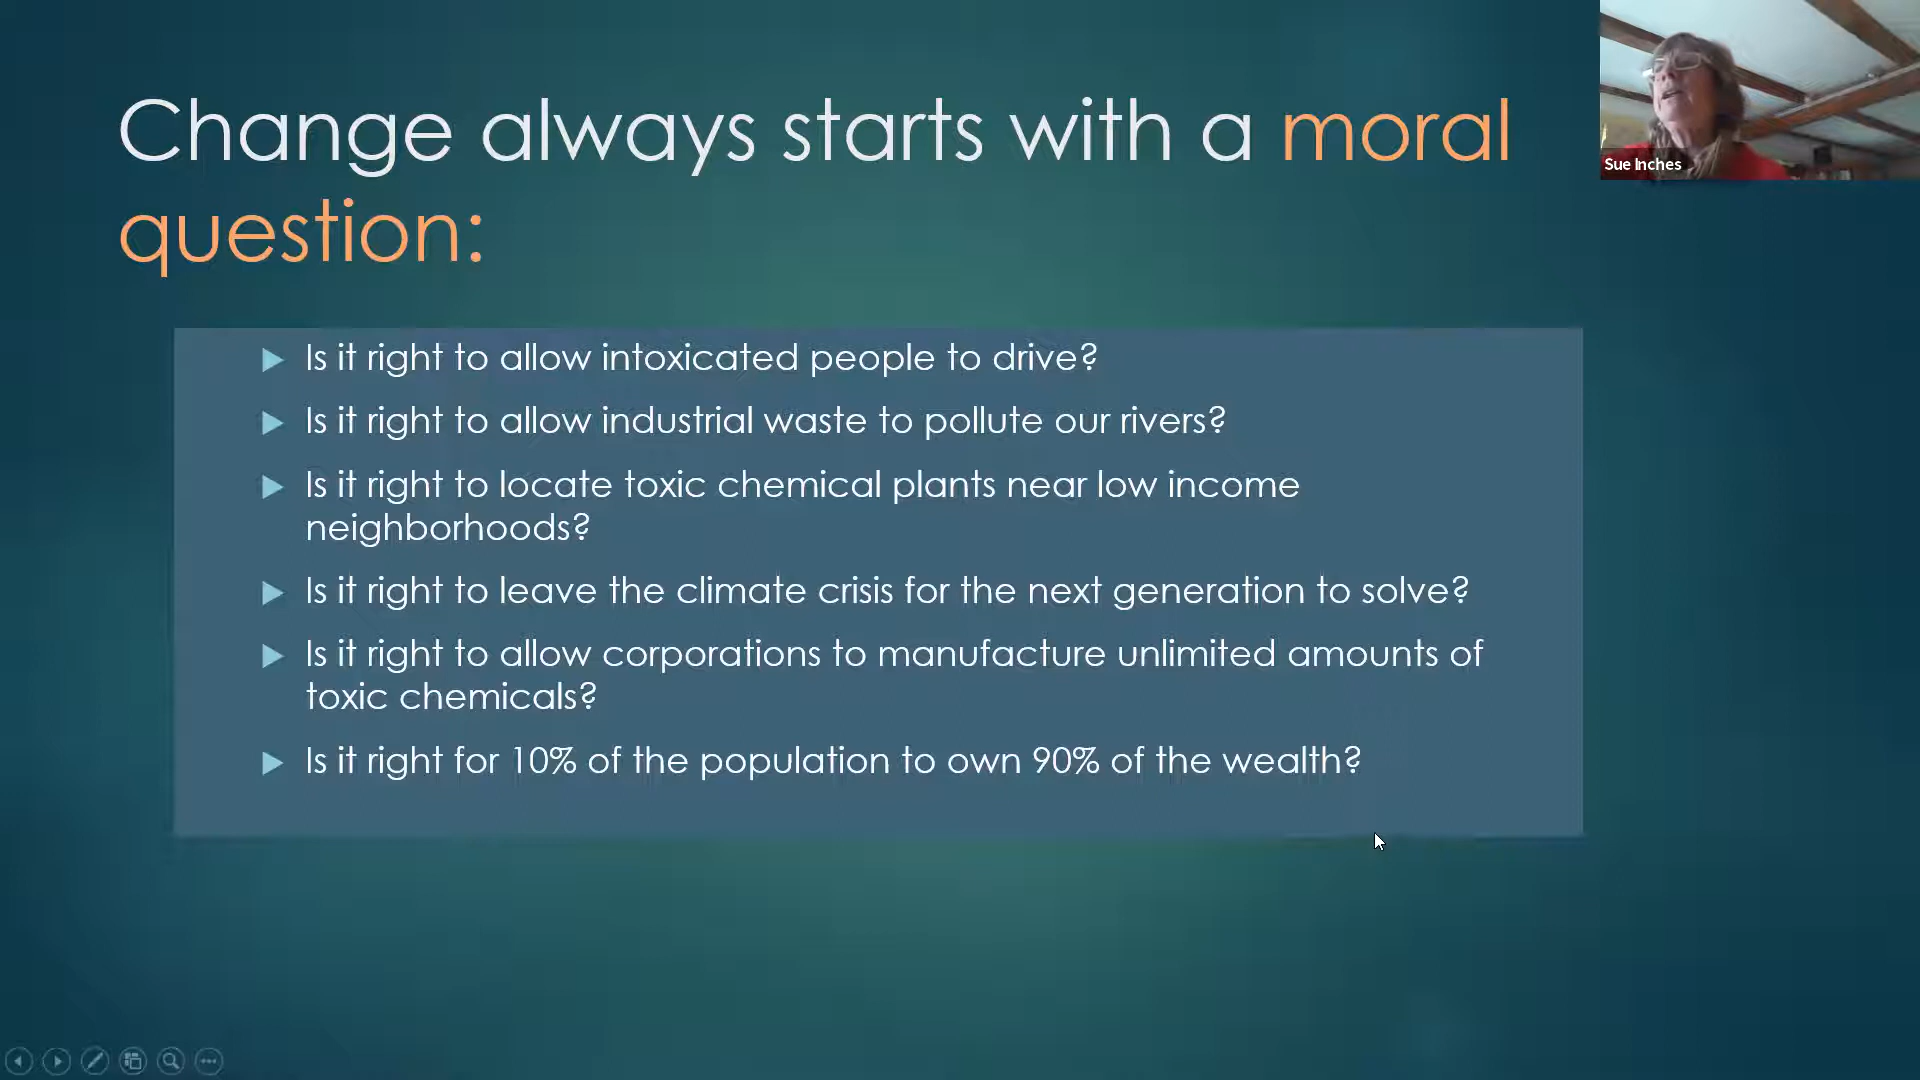 Change always starts with a moral
question:
Sue Inches
Is it right to allow intoxicated people to drive?
Is it right to allow industrial waste to pollute our rivers?
Is it right to locate toxic chemical plants near low income
neighborhoods?
Is it right to leave the climate crisis for the next generation to solve?
Is it right to allow corporations to manufacture unlimited amounts of
toxic chemicals?
Is it right for 10% of the population to own 90% of the wealth?